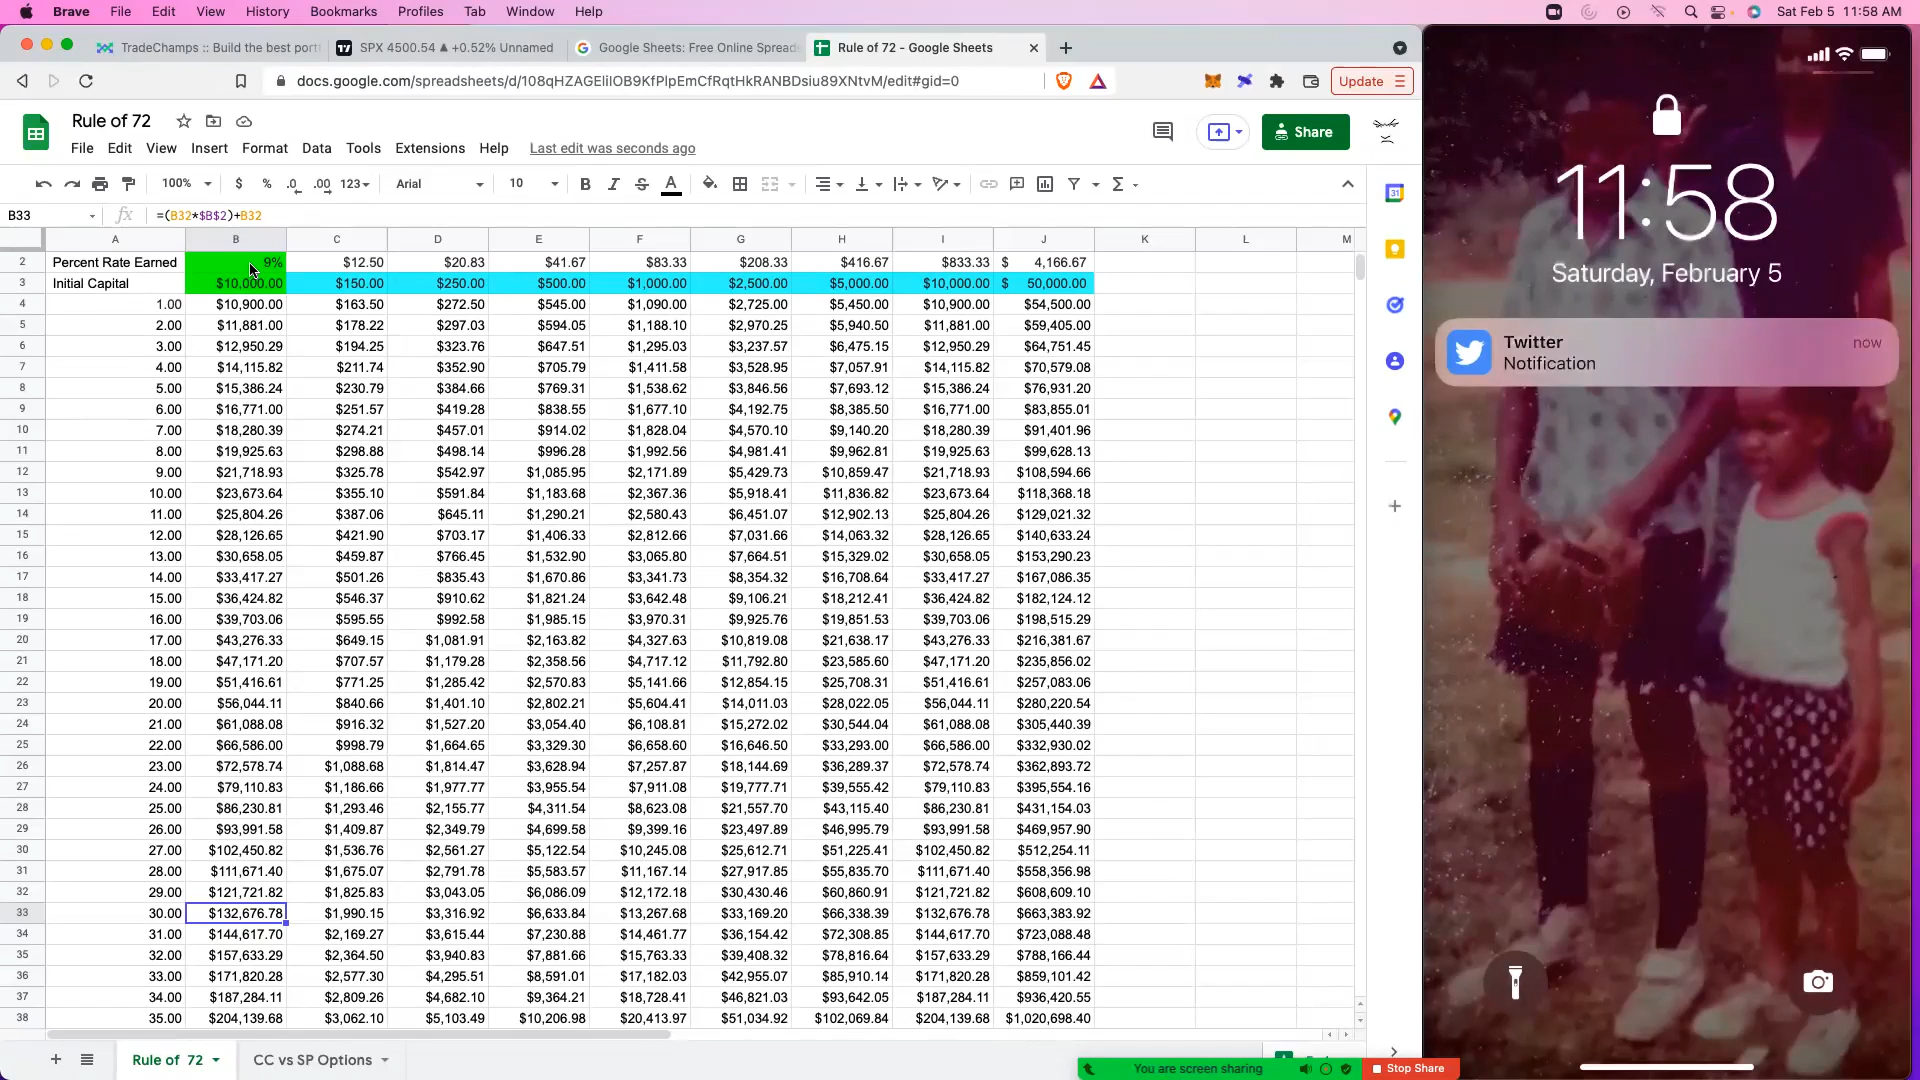 Brave File Edit View History Bookmarks Profiles Tab Window Help Sat Feb 5 11:58 AM
TradeChamps :: Build the best port SPX 4500.54 ▲ +0.52% Unnamed Google Sheets: Free Online Spreads Rule of 72 - Google Sheets
docs.google.com/spreadsheets/d/108qHZAGEliIOB9KfPlpEmCfRqtHkRANBDsiu89XNtvM/edit#gid=0 Update
Rule of 72
Share
File Edit View Insert Format Data Tools Extensions Help Last edit was seconds ago
100% $ % .0 .00 123 Arial 10 B I S A Σ
B33 fx =(B32*$B$2)+B32
A B C D E F G H I J K L M
2 Percent Rate Earned 9% $12.50 $20.83 $41.67 $83.33 $208.33 $416.67 $833.33 $ 4,166.67
3 Initial Capital $10,000.00 $150.00 $250.00 $500.00 $1,000.00 $2,500.00 $5,000.00 $10,000.00 $ 50,000.00
4 1.00 $10,900.00 $163.50 $272.50 $545.00 $1,090.00 $2,725.00 $5,450.00 $10,900.00 $54,500.00
5 2.00 $11,881.00 $178.22 $297.03 $594.05 $1,188.10 $2,970.25 $5,940.50 $11,881.00 $59,405.00
6 3.00 $12,950.29 $194.25 $323.76 $647.51 $1,295.03 $3,237.57 $6,475.15 $12,950.29 $64,751.45
7 4.00 $14,115.82 $211.74 $352.90 $705.79 $1,411.58 $3,528.95 $7,057.91 $14,115.82 $70,579.08
8 5.00 $15,386.24 $230.79 $384.66 $769.31 $1,538.62 $3,846.56 $7,693.12 $15,386.24 $76,931.20
9 6.00 $16,771.00 $251.57 $419.28 $838.55 $1,677.10 $4,192.75 $8,385.50 $16,771.00 $83,855.01
10 7.00 $18,280.39 $274.21 $457.01 $914.02 $1,828.04 $4,570.10 $9,140.20 $18,280.39 $91,401.96
11 8.00 $19,925.63 $298.88 $498.14 $996.28 $1,992.56 $4,981.41 $9,962.81 $19,925.63 $99,628.13
12 9.00 $21,718.93 $325.78 $542.97 $1,085.95 $2,171.89 $5,429.73 $10,859.47 $21,718.93 $108,594.66
13 10.00 $23,673.64 $355.10 $591.84 $1,183.68 $2,367.36 $5,918.41 $11,836.82 $23,673.64 $118,368.18
14 11.00 $25,804.26 $387.06 $645.11 $1,290.21 $2,580.43 $6,451.07 $12,902.13 $25,804.26 $129,021.32
15 12.00 $28,126.65 $421.90 $703.17 $1,406.33 $2,812.66 $7,031.66 $14,063.32 $28,126.65 $140,633.24
16 13.00 $30,658.05 $459.87 $766.45 $1,532.90 $3,065.80 $7,664.51 $15,329.02 $30,658.05 $153,290.23
17 14.00 $33,417.27 $501.26 $835.43 $1,670.86 $3,341.73 $8,354.32 $16,708.64 $33,417.27 $167,086.35
18 15.00 $36,424.82 $546.37 $910.62 $1,821.24 $3,642.48 $9,106.21 $18,212.41 $36,424.82 $182,124.12
19 16.00 $39,703.06 $595.55 $992.58 $1,985.15 $3,970.31 $9,925.76 $19,851.53 $39,703.06 $198,515.29
20 17.00 $43,276.33 $649.15 $1,081.91 $2,163.82 $4,327.63 $10,819.08 $21,638.17 $43,276.33 $216,381.67
21 18.00 $47,171.20 $707.57 $1,179.28 $2,358.56 $4,717.12 $11,792.80 $23,585.60 $47,171.20 $235,856.02
22 19.00 $51,416.61 $771.25 $1,285.42 $2,570.83 $5,141.66 $12,854.15 $25,708.31 $51,416.61 $257,083.06
23 20.00 $56,044.11 $840.66 $1,401.10 $2,802.21 $5,604.41 $14,011.03 $28,022.05 $56,044.11 $280,220.54
24 21.00 $61,088.08 $916.32 $1,527.20 $3,054.40 $6,108.81 $15,272.02 $30,544.04 $61,088.08 $305,440.39
25 22.00 $66,586.00 $998.79 $1,664.65 $3,329.30 $6,658.60 $16,646.50 $33,293.00 $66,586.00 $332,930.02
26 23.00 $72,578.74 $1,088.68 $1,814.47 $3,628.94 $7,257.87 $18,144.69 $36,289.37 $72,578.74 $362,893.72
27 24.00 $79,110.83 $1,186.66 $1,977.77 $3,955.54 $7,911.08 $19,777.71 $39,555.42 $79,110.83 $395,554.16
28 25.00 $86,230.81 $1,293.46 $2,155.77 $4,311.54 $8,623.08 $21,557.70 $43,115.40 $86,230.81 $431,154.03
29 26.00 $93,991.58 $1,409.87 $2,349.79 $4,699.58 $9,399.16 $23,497.89 $46,995.79 $93,991.58 $469,957.90
30 27.00 $102,450.82 $1,536.76 $2,561.27 $5,122.54 $10,245.08 $25,612.71 $51,225.41 $102,450.82 $512,254.11
31 28.00 $111,671.40 $1,675.07 $2,791.78 $5,583.57 $11,167.14 $27,917.85 $55,835.70 $111,671.40 $558,356.98
32 29.00 $121,721.82 $1,825.83 $3,043.05 $6,086.09 $12,172.18 $30,430.46 $60,860.91 $121,721.82 $608,609.10
33 30.00 $132,676.78 $1,990.15 $3,316.92 $6,633.84 $13,267.68 $33,169.20 $66,338.39 $132,676.78 $663,383.92
34 31.00 $144,617.70 $2,169.27 $3,615.44 $7,230.88 $14,461.77 $36,154.42 $72,308.85 $144,617.70 $723,088.48
35 32.00 $157,633.29 $2,364.50 $3,940.83 $7,881.66 $15,763.33 $39,408.32 $78,816.64 $157,633.29 $788,166.44
36 33.00 $171,820.28 $2,577.30 $4,295.51 $8,591.01 $17,182.03 $42,955.07 $85,910.14 $171,820.28 $859,101.42
37 34.00 $187,284.11 $2,809.26 $4,682.10 $9,364.21 $18,728.41 $46,821.03 $93,642.05 $187,284.11 $936,420.55
38 35.00 $204,139.68 $3,062.10 $5,103.49 $10,206.98 $20,413.97 $51,034.92 $102,069.84 $204,139.68 $1,020,698.40
+ Rule of 72 CC vs SP Options
You are screen sharing Stop Share
31
11:58
Saturday, February 5
Twitter now
Notification